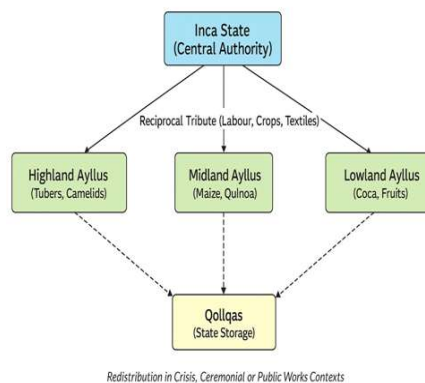 Inca State
(Central Authority)
Reciprocal Tribute (Labour, Crops, Textiles)
Highland Ayllus
(Tubers, Camelids)
Midland Ayllus
(Maize, Quinoa)
Lowland Ayllus
(Coca, Fruits)
Qollqas
(State Storage)
Redistribution in Crisis, Ceremonial or Public Works Contexts